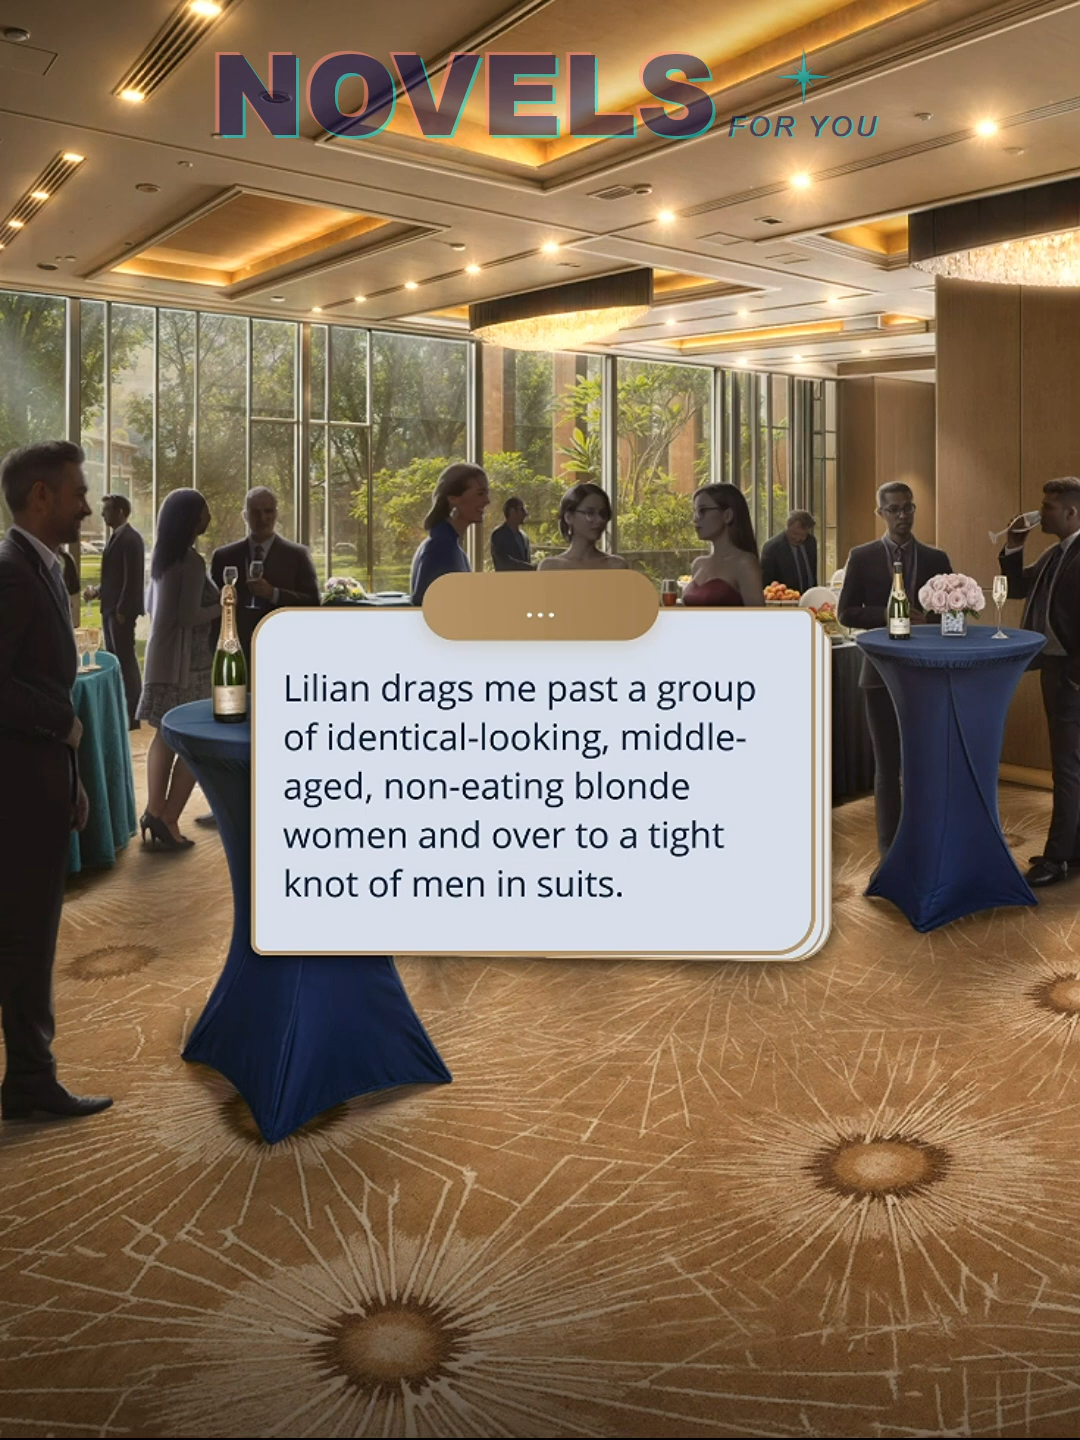 NOVELS
FOR YOU
...
Lilian drags me past a group
of identical-looking, middle-
aged, non-eating blonde
women and over to a tight
knot of men in suits.